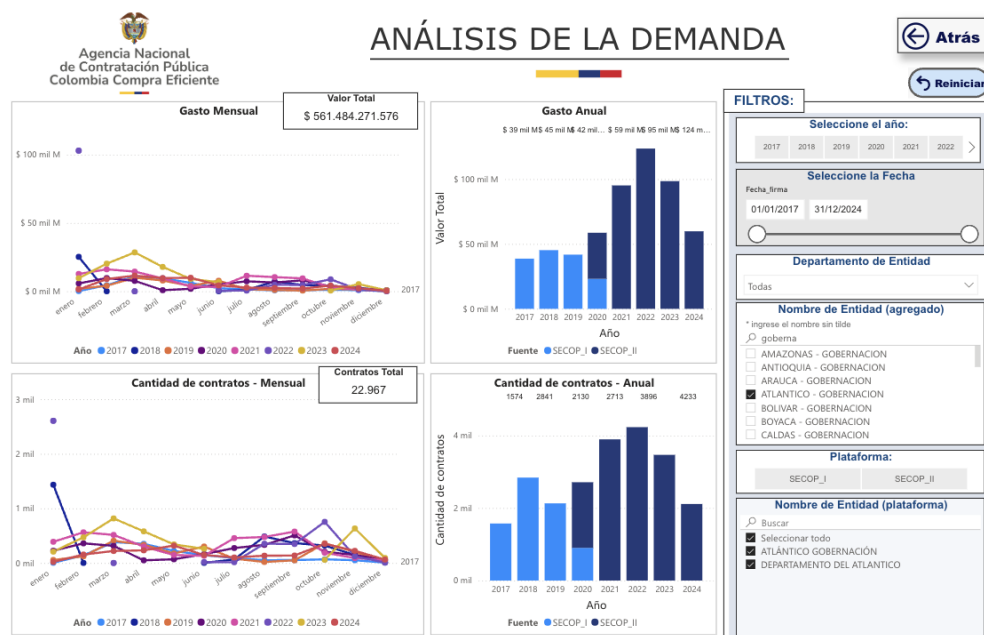 Agencia Nacional
de Contratación Pública
Colombia Compra Eficiente
ANÁLISIS DE LA DEMANDA
Atrás
Reiniciar
Gasto Mensual
Valor Total
$ 561.484.271.576
$ 100 mil M
$ 50 mil M
$ 0 mil M
enero
febrero
marzo
abril
mayo
junio
julio
agosto
septiembre
octubre
noviembre
diciembre
2017
Año 2017 2018 2019 2020 2021 2022 2023 2024
Gasto Anual
$ 39 mil M $ 45 mil M $ 42 mil… $ 59 mil M $ 95 mil M $ 124 m…
Valor Total
$ 100 mil M
$ 50 mil M
$ 0 mil M
2017 2018 2019 2020 2021 2022 2023 2024
Año
Fuente SECOP_I SECOP_II
Cantidad de contratos - Mensual
Contratos Total
22.967
3 mil
2 mil
1 mil
0 mil
enero
febrero
marzo
abril
mayo
junio
julio
agosto
septiembre
octubre
noviembre
diciembre
2017
Año 2017 2018 2019 2020 2021 2022 2023 2024
Cantidad de contratos - Anual
1574 2841 2130 2713 3896 4233
Cantidad de contratos
4 mil
2 mil
0 mil
2017 2018 2019 2020 2021 2022 2023 2024
Año
Fuente SECOP_I SECOP_II
FILTROS:
Seleccione el año:
2017 2018 2019 2020 2021 2022
Seleccione la Fecha
Fecha_firma
01/01/2017 31/12/2024
Departamento de Entidad
Todas
Nombre de Entidad (agregado)
* ingrese el nombre sin tilde
goberna
AMAZONAS - GOBERNACION
ANTIOQUIA - GOBERNACION
ARAUCA - GOBERNACION
ATLANTICO - GOBERNACION
BOLIVAR - GOBERNACION
BOYACA - GOBERNACION
CALDAS - GOBERNACION
Plataforma:
SECOP_I SECOP_II
Nombre de Entidad (plataforma)
Buscar
Seleccionar todo
ATLÁNTICO GOBERNACIÓN
DEPARTAMENTO DEL ATLANTICO